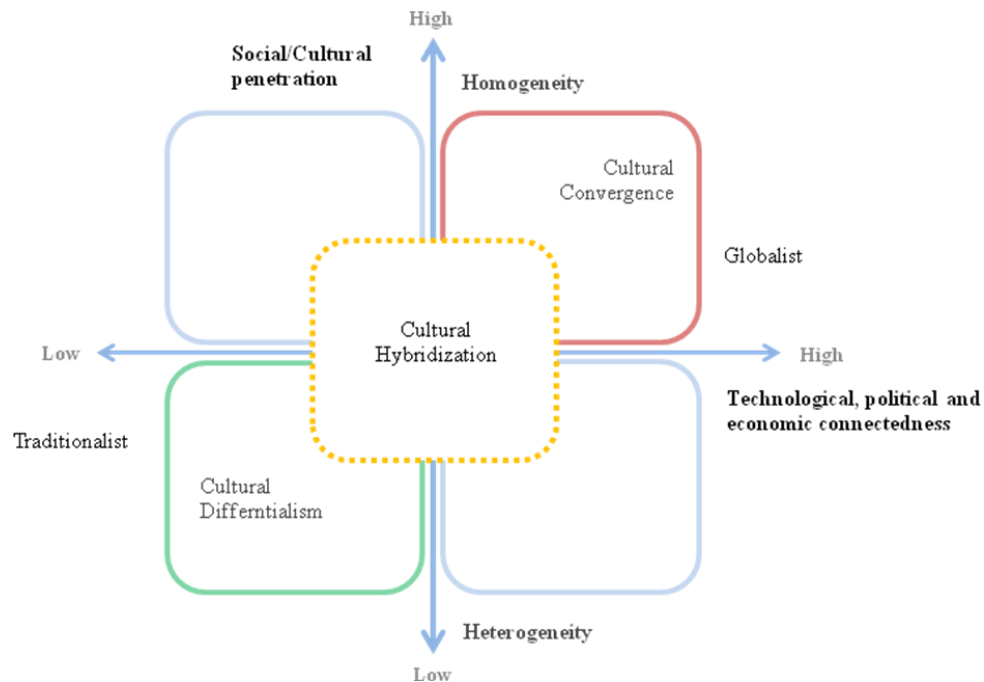 High
Social/Cultural
penetration
Homogeneity
Cultural
Convergence
Globalist
Cultural
Hybridization
Low
High
Technological, political and
economic connectedness
Traditionalist
Cultural
Differntialism
Heterogeneity
Low